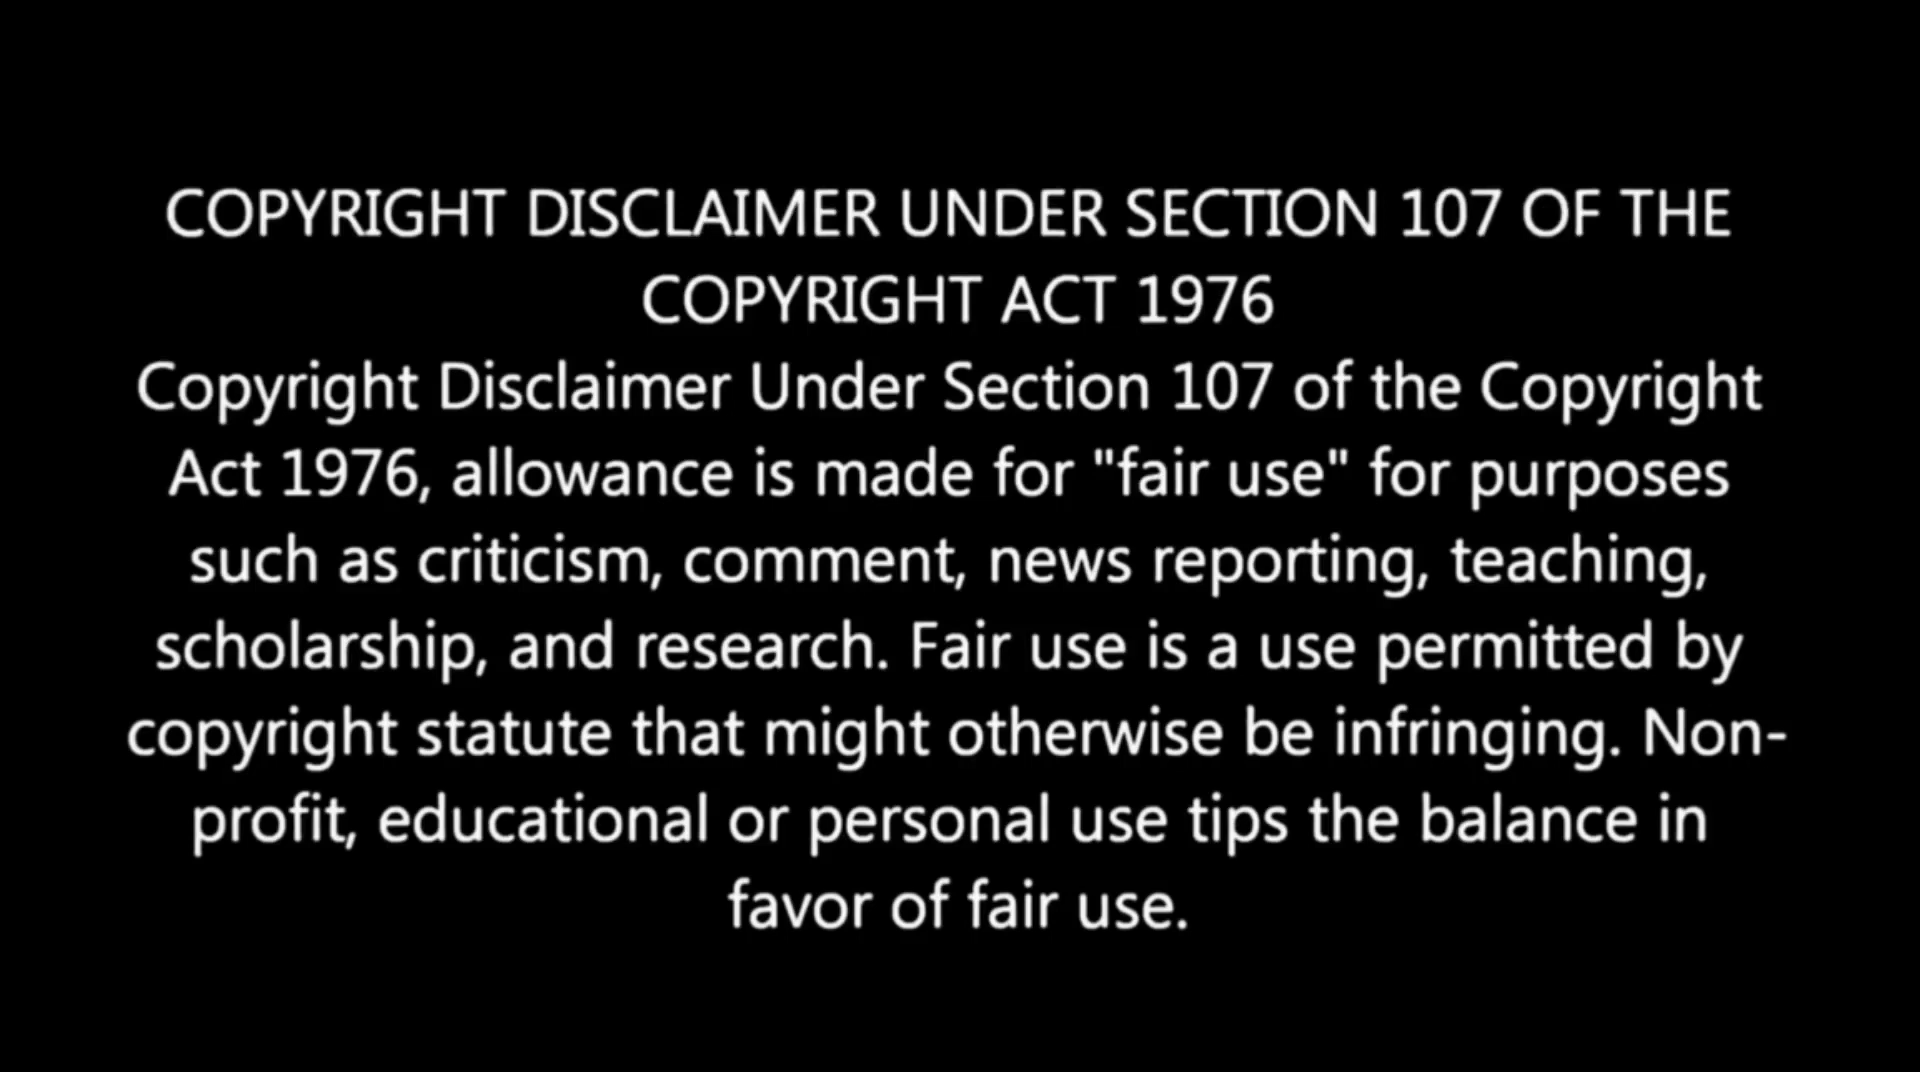 COPYRIGHT DISCLAIMER UNDER SECTION 107 OF THE
COPYRIGHT ACT 1976
Copyright Disclaimer Under Section 107 of the Copyright
Act 1976, allowance is made for "fair use" for purposes
such as criticism, comment, news reporting, teaching,
scholarship, and research. Fair use is a use permitted by
copyright statute that might otherwise be infringing. Non-
profit, educational or personal use tips the balance in
favor of fair use.